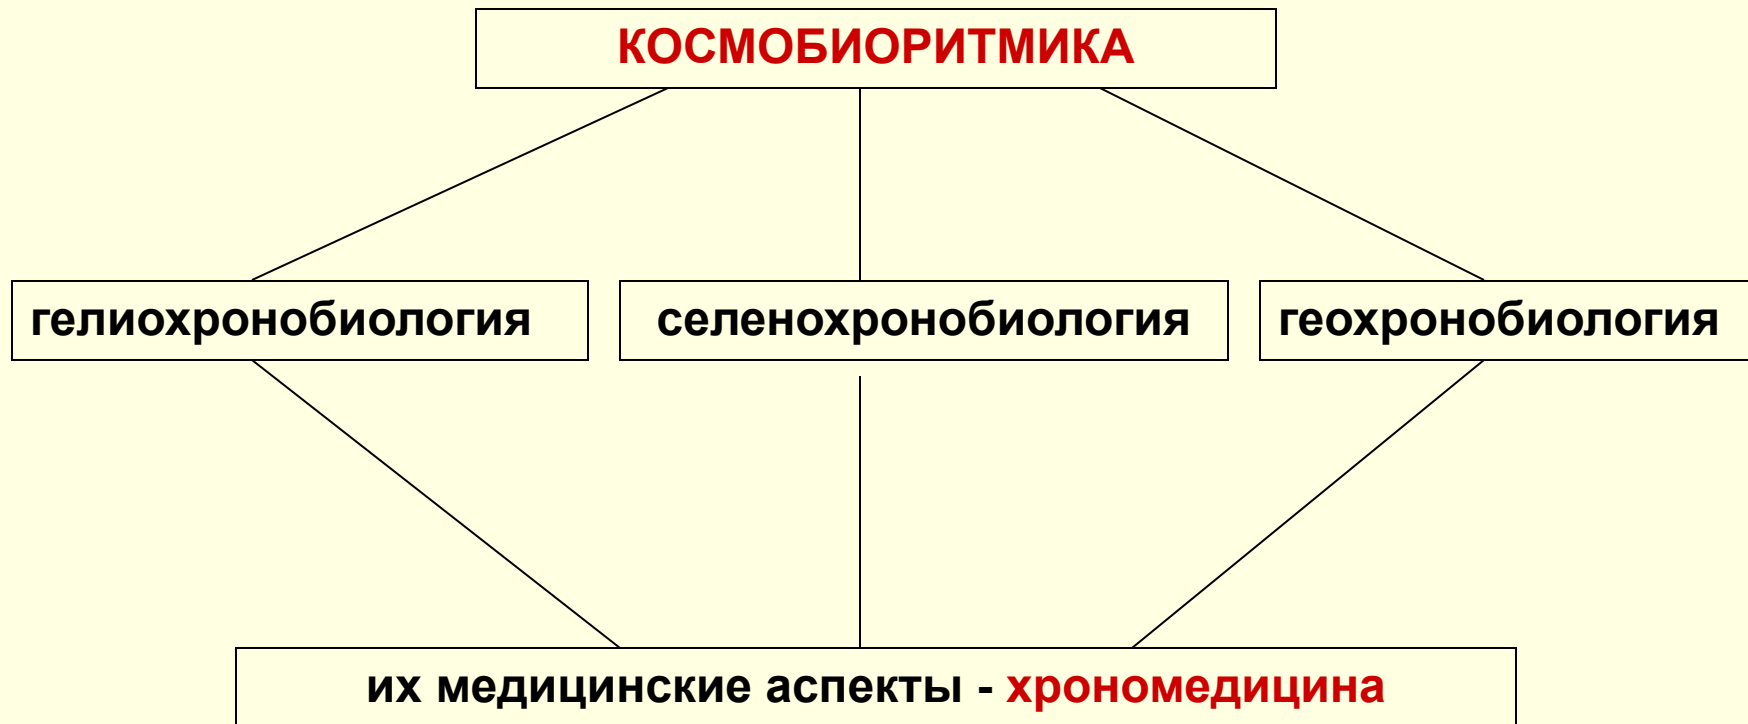 КОСМОБИОРИТМИКА
гелиохронобиология
селенохронобиология
геохронобиология
их медицинские аспекты - хрономедицина